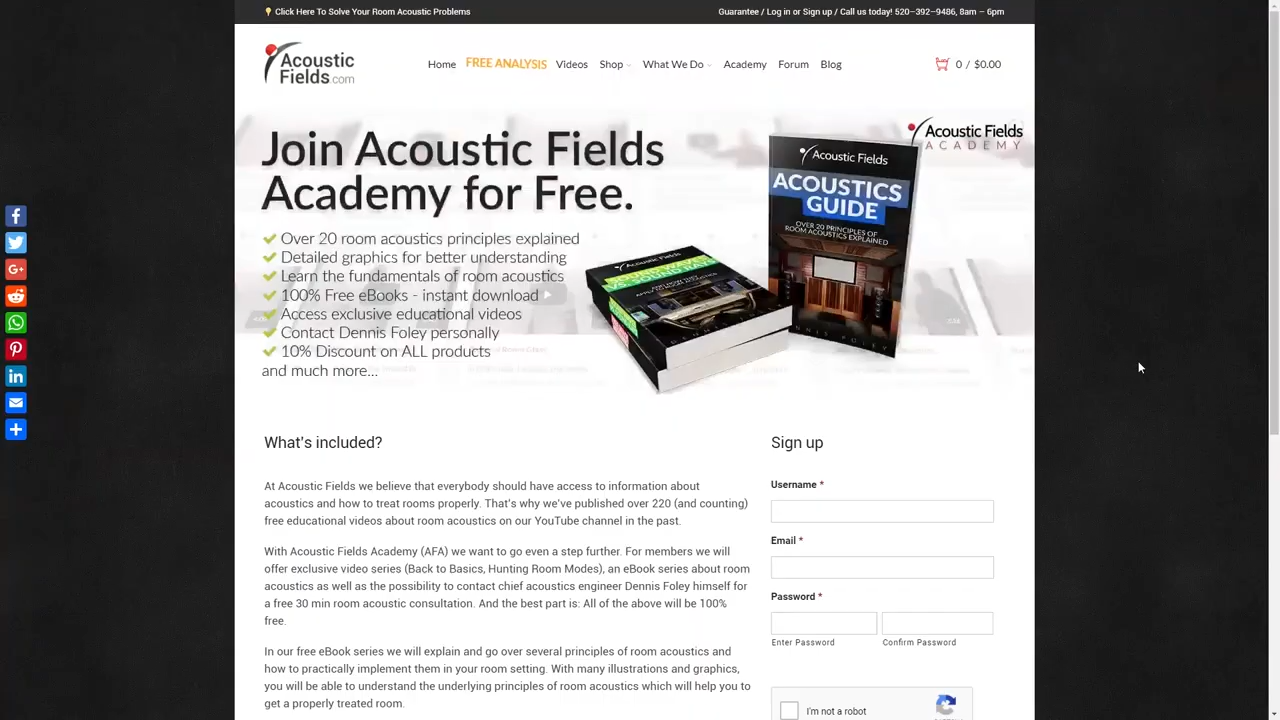 Click Here To Solve Your Room Acoustic Problems
Guarantee / Log in or Sign up / Call us today! 520–392–9486, 8am – 6pm
Acoustic
Fields.com
Home FREE ANALYSIS Videos Shop What We Do Academy Forum Blog
0 / $0.00
Join Acoustic Fields
Academy for Free.
Over 20 room acoustics principles explained
Detailed graphics for better understanding
Learn the fundamentals of room acoustics
100% Free eBooks - instant download
Access exclusive educational videos
Contact Dennis Foley personally
10% Discount on ALL products
and much more...
Acoustic Fields
ACADEMY
Acoustic Fields
ACOUSTICS
GUIDE
OVER 20 PRINCIPLES OF
ROOM ACOUSTICS EXPLAINED
What's included?
At Acoustic Fields we believe that everybody should have access to information about
acoustics and how to treat rooms properly. That's why we've published over 220 (and counting)
free educational videos about room acoustics on our YouTube channel in the past.
With Acoustic Fields Academy (AFA) we want to go even a step further. For members we will
offer exclusive video series (Back to Basics, Hunting Room Modes), an eBook series about room
acoustics as well as the possibility to contact chief acoustics engineer Dennis Foley himself for
a free 30 min room acoustic consultation. And the best part is: All of the above will be 100%
free.
In our free eBook series we will explain and go over several principles of room acoustics and
how to practically implement them in your room setting. With many illustrations and graphics,
you will be able to understand the underlying principles of room acoustics which will help you to
get a properly treated room.
Sign up
Username *
Email *
Password *
Enter Password
Confirm Password
I'm not a robot